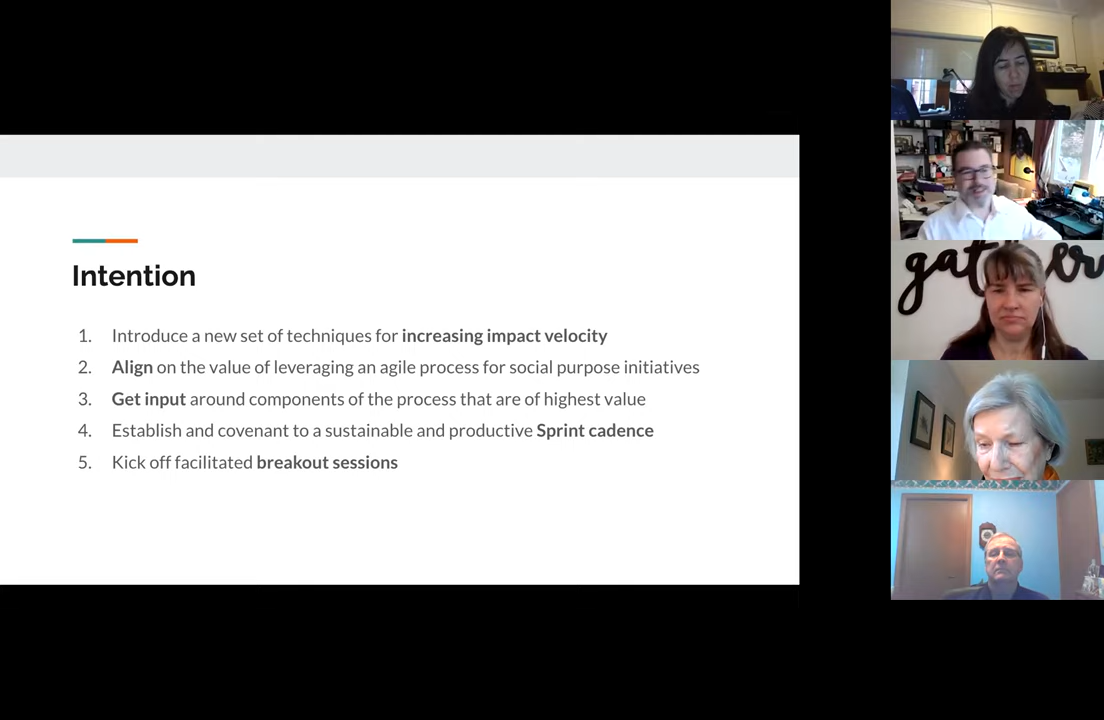 Intention
1. Introduce a new set of techniques for increasing impact velocity
2. Align on the value of leveraging an agile process for social purpose initiatives
3. Get input around components of the process that are of highest value
4. Establish and covenant to a sustainable and productive Sprint cadence
5. Kick off facilitated breakout sessions
gather